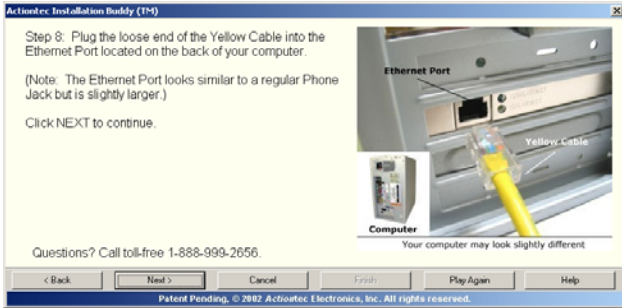 Actiontec Installation Buddy (TM)
Step 8: Plug the loose end of the Yellow Cable into the
Ethernet Port located on the back of your computer.
(Note: The Ethernet Port looks similar to a regular Phone
Jack but is slightly larger.)
Click NEXT to continue.
Ethernet Port
Yellow Cable
Computer
Your computer may look slightly different
Questions? Call toll-free 1-888-999-2656.
< Back
Next >
Cancel
Finish
Play Again
Help
Patent Pending, © 2002 Actiontec Electronics, Inc. All rights reserved.